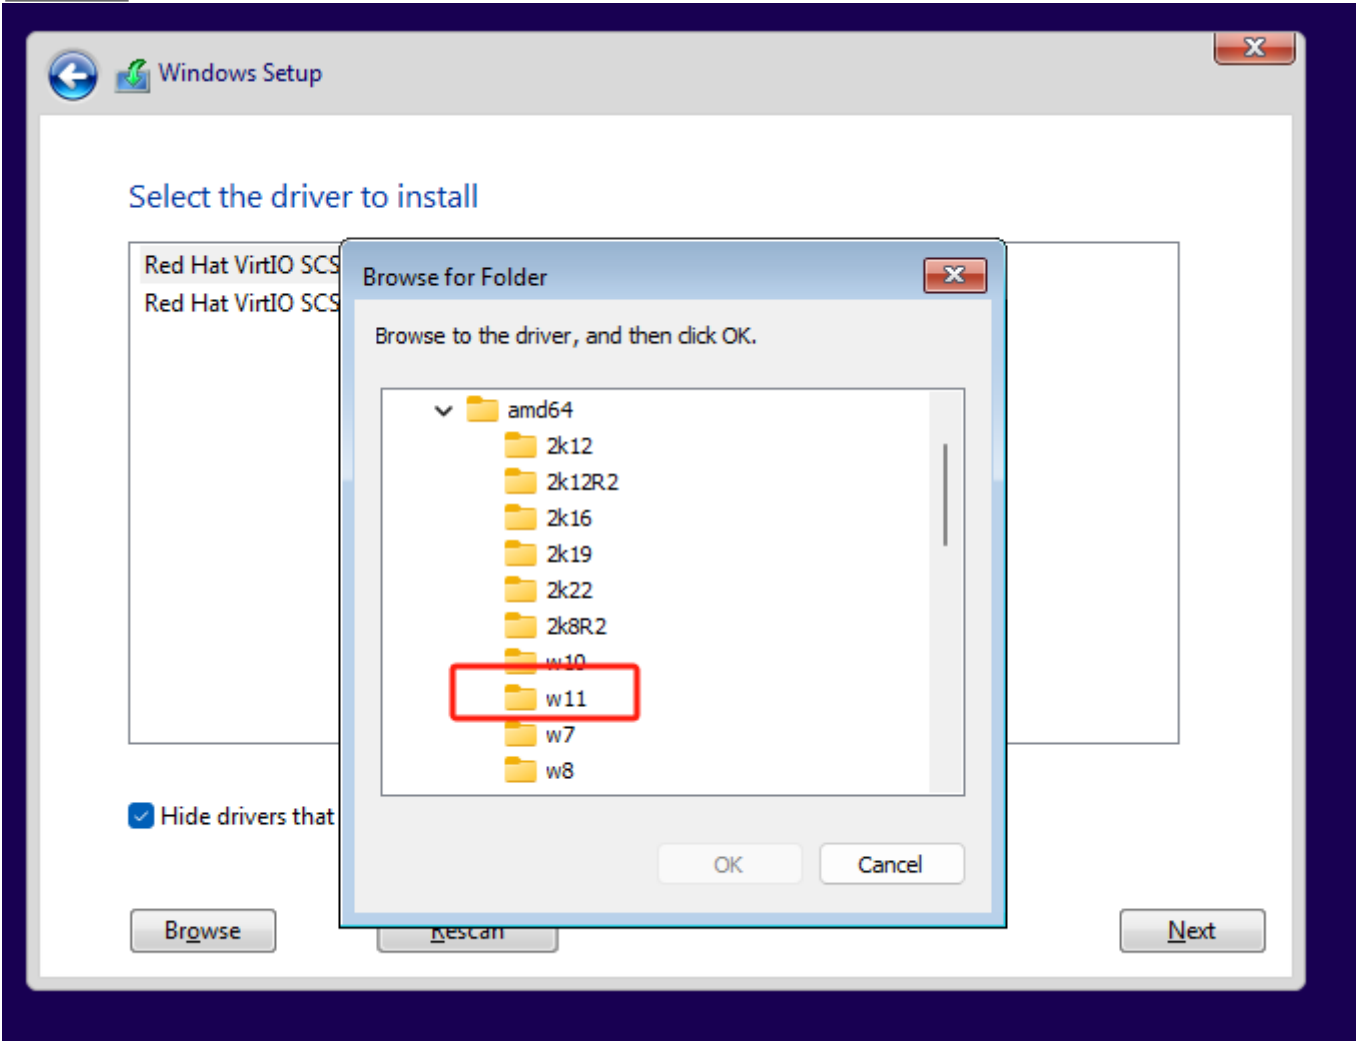 Windows Setup
Select the driver to install
Red Hat VirtIO SCS
Red Hat VirtIO SCS
Browse for Folder
Browse to the driver, and then click OK.
amd64
2k12
2k12R2
2k16
2k19
2k22
2k8R2
w10
w11
w7
w8
Hide drivers that
OK
Cancel
Browse
Rescan
Next